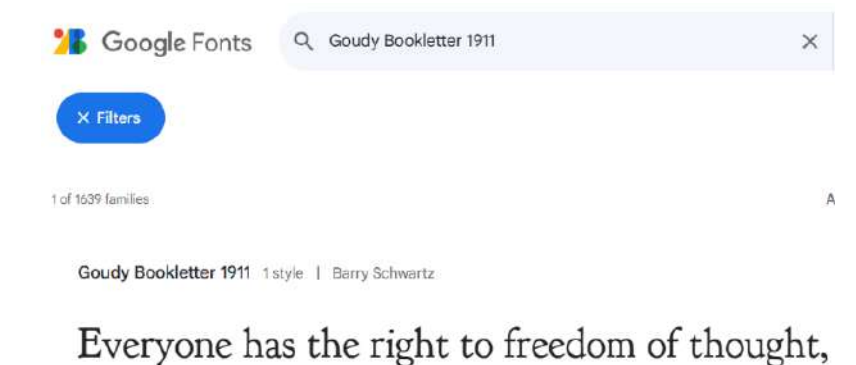 Google Fonts Goudy Bookletter 1911 ×
× Filters
1 of 1639 families A
Goudy Bookletter 1911 1 style | Barry Schwartz
Everyone has the right to freedom of thought,